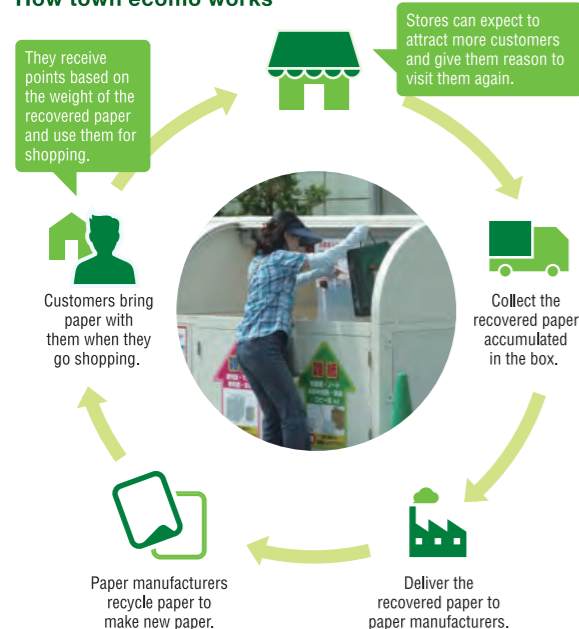 How town ecomo works
Stores can expect to
attract more customers
and give them reason to
visit them again.
They receive
points based on
the weight of the
recovered paper
and use them for
shopping.
Customers bring
paper with
them when they
go shopping.
Collect the
recovered paper
accumulated
in the box.
Paper manufacturers
recycle paper to
make new paper.
Deliver the
recovered paper to
paper manufacturers.
雑紙